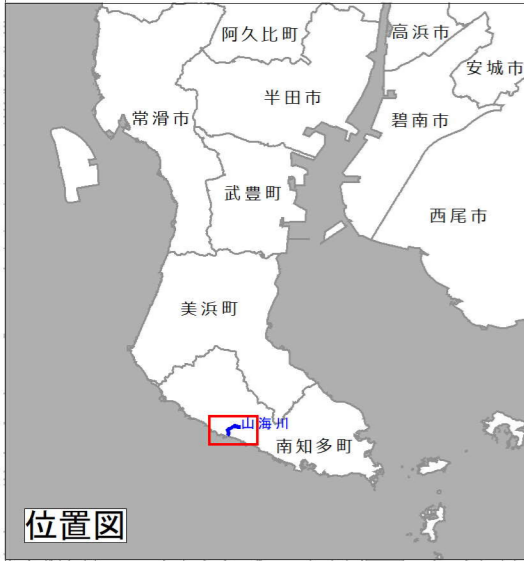 阿久比町
高浜市
安城市
半田市
常滑市
碧南市
武豊町
西尾市
美浜町
山海川
南知多町
位置図